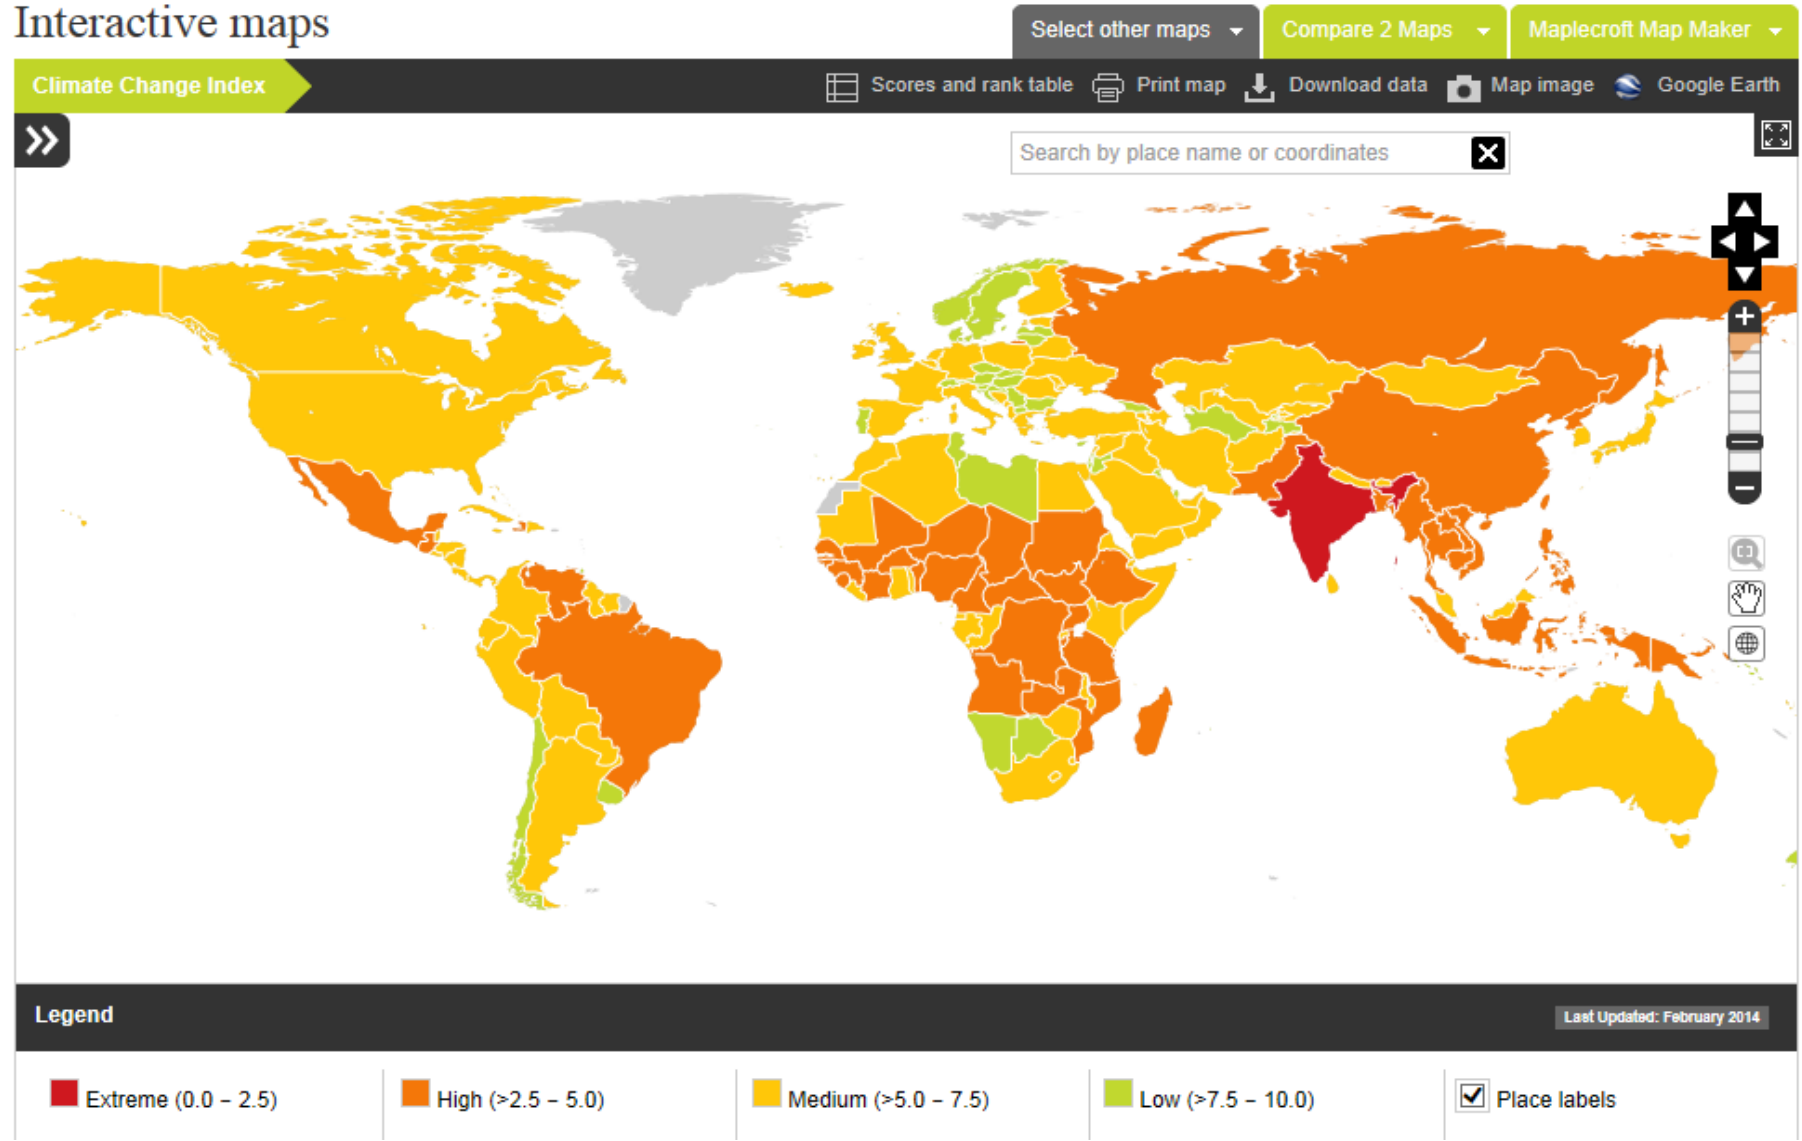 Interactive maps
Select other maps
Compare 2 Maps
Maplecroft Map Maker
Climate Change Index
Scores and rank table
Print map
Download data
Map image
Google Earth
Search by place name or coordinates
Legend
Last Updated: February 2014
Extreme (0.0 – 2.5)
High (>2.5 – 5.0)
Medium (>5.0 – 7.5)
Low (>7.5 – 10.0)
Place labels